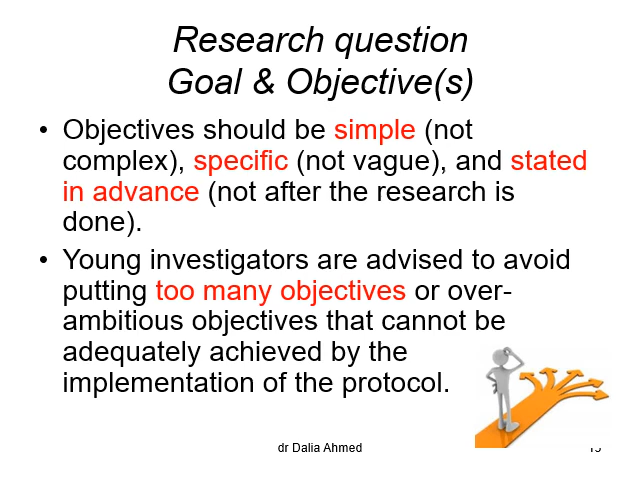 Research question
Goal & Objective(s)
• Objectives should be simple (not
complex), specific (not vague), and stated
in advance (not after the research is
done).
• Young investigators are advised to avoid
putting too many objectives or over-
ambitious objectives that cannot be
adequately achieved by the
implementation of the protocol.
dr Dalia Ahmed